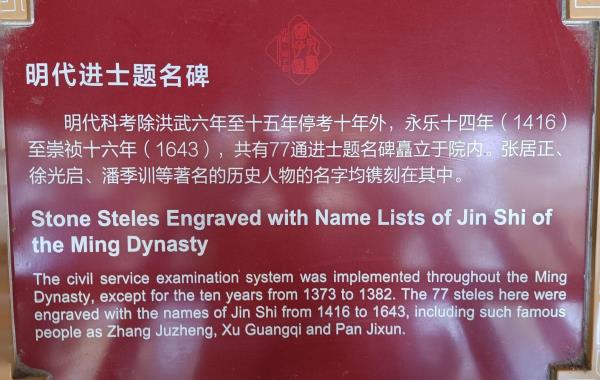 明代进士题名碑
明代科考除洪武六年至十五年停考十年外，永乐十四年（1416）
至崇祯十六年（1643），共有77通进士题名碑矗立于院内。张居正、
徐光启、潘季训等著名的历史人物的名字均镌刻在其中。
Stone Steles Engraved with Name Lists of Jin Shi of
the Ming Dynasty
The civil service examination system was implemented throughout the Ming
Dynasty, except for the ten years from 1373 to 1382. The 77 steles here were
engraved with the names of Jin Shi from 1416 to 1643, including such famous
people as Zhang Juzheng, Xu Guangqi and Pan Jixun.